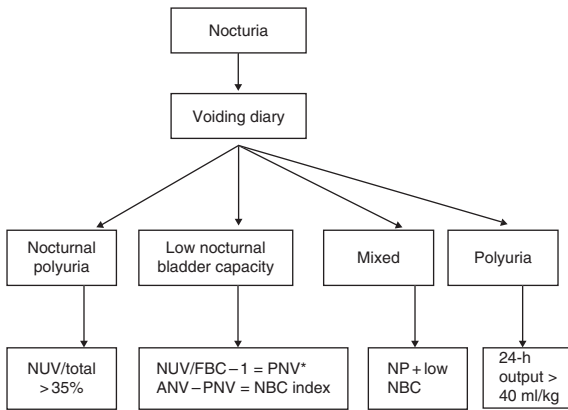 Nocturia
Voiding diary
Nocturnal
polyuria
Low nocturnal
bladder capacity
Mixed
Polyuria
NUV/total
>35%
NUV/FBC–1 = PNV*
ANV–PNV = NBC index
NP+low
NBC
24-h
output >
40 ml/kg